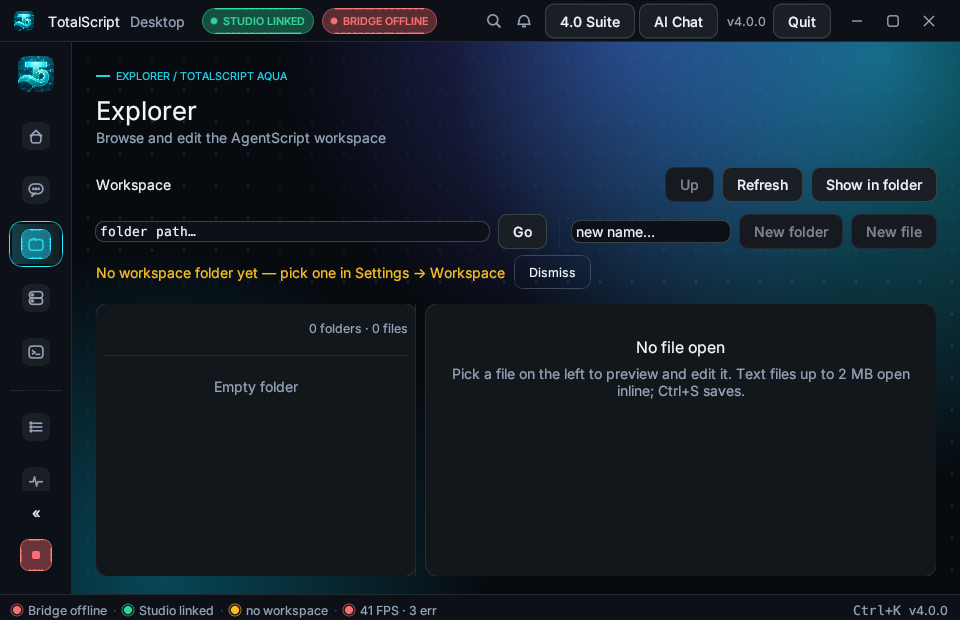 TotalScript Desktop STUDIO LINKED BRIDGE OFFLINE 4.0 Suite AI Chat v4.0.0 Quit
EXPLORER / TOTALSCRIPT AQUA
Explorer
Browse and edit the AgentScript workspace
Workspace Up Refresh Show in folder
folder path… Go new name... New folder New file
No workspace folder yet — pick one in Settings → Workspace Dismiss
0 folders · 0 files
Empty folder
No file open
Pick a file on the left to preview and edit it. Text files up to 2 MB open
inline; Ctrl+S saves.
«
Bridge offline · Studio linked · no workspace · 41 FPS · 3 err Ctrl+K v4.0.0